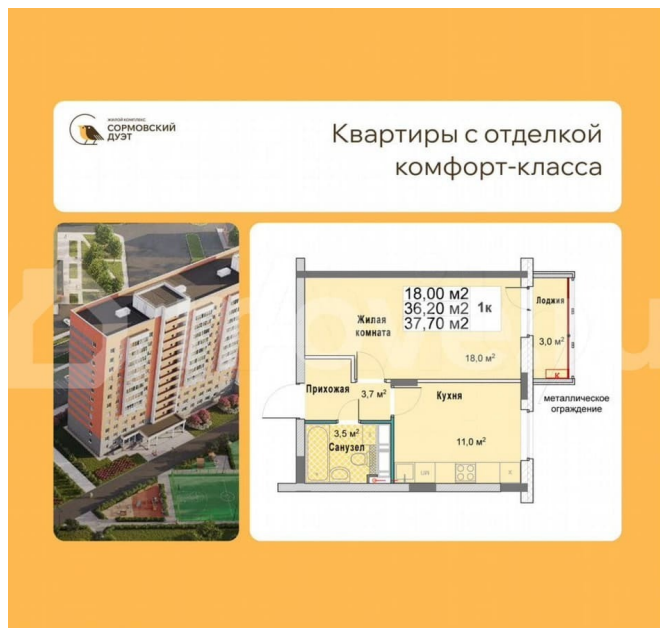 ЖИЛОЙ КОМПЛЕКС
СОРМОВСКИЙ
ДУЭТ
Квартиры с отделкой
комфорт-класса
18,00 м2
36,20 м2
37,70 м2
1к
Жилая
комната
18,0 м²
Лоджия
3,0 м²
К
металлическое
ограждение
Прихожая
3,7 м²
Кухня
11,0 м²
3,5 м²
Санузел